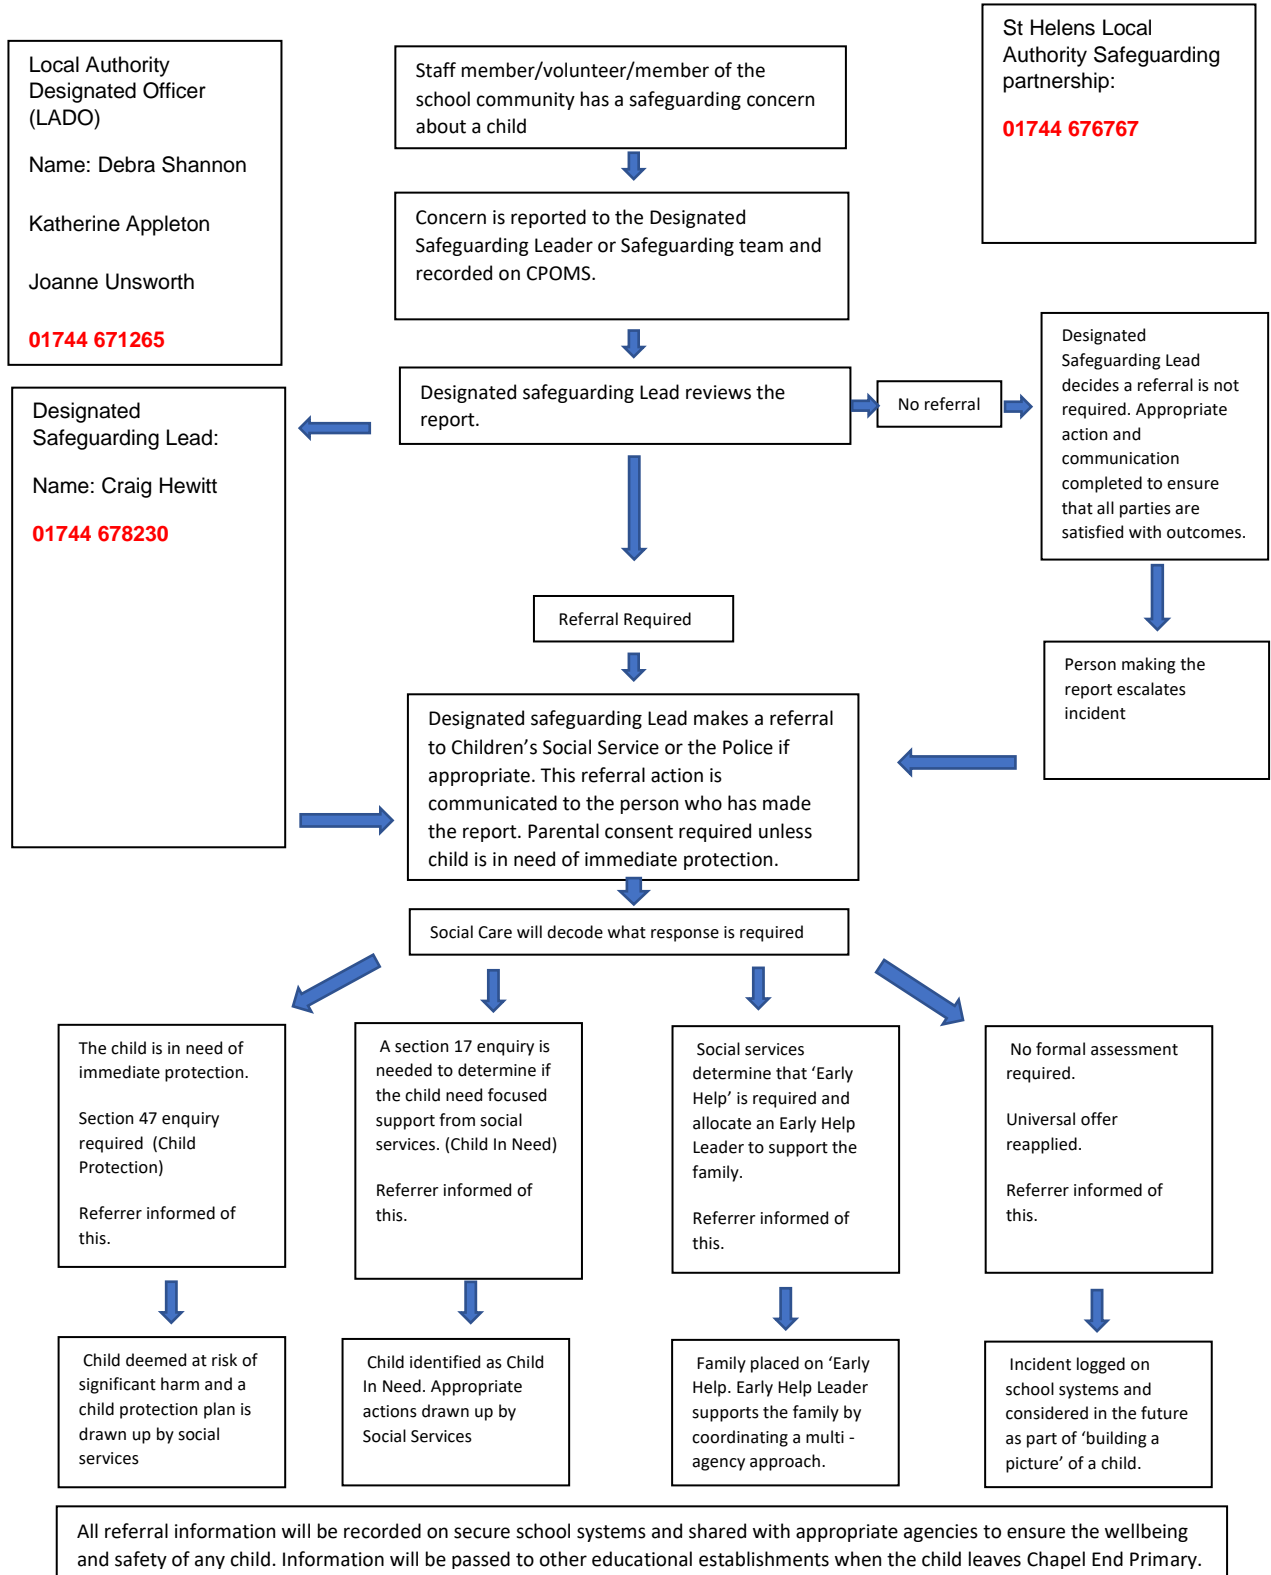 Local Authority
Designated Officer
(LADO)
Name: Debra Shannon
Katherine Appleton
Joanne Unsworth
01744 671265
Staff member/volunteer/member of the
school community has a safeguarding concern
about a child
St Helens Local
Authority Safeguarding
partnership:
01744 676767
Concern is reported to the Designated
Safeguarding Leader or Safeguarding team and
recorded on CPOMS.
Designated safeguarding Lead reviews the
report.
No referral
Designated
Safeguarding Lead
decides a referral is not
required. Appropriate
action and
communication
completed to ensure
that all parties are
satisfied with outcomes.
Designated
Safeguarding Lead:
Name: Craig Hewitt
01744 678230
Referral Required
Person making the
report escalates
incident
Designated safeguarding Lead makes a referral
to Children’s Social Service or the Police if
appropriate. This referral action is
communicated to the person who has made
the report. Parental consent required unless
child is in need of immediate protection.
Social Care will decode what response is required
The child is in need of
immediate protection.
Section 47 enquiry
required (Child
Protection)
Referrer informed of
this.
A section 17 enquiry is
needed to determine if
the child need focused
support from social
services. (Child In Need)
Referrer informed of
this.
Social services
determine that ‘Early
Help’ is required and
allocate an Early Help
Leader to support the
family.
Referrer informed of
this.
No formal assessment
required.
Universal offer
reapplied.
Referrer informed of
this.
Child deemed at risk of
significant harm and a
child protection plan is
drawn up by social
services
Child identified as Child
In Need. Appropriate
actions drawn up by
Social Services
Family placed on ‘Early
Help. Early Help Leader
supports the family by
coordinating a multi -
agency approach.
Incident logged on
school systems and
considered in the future
as part of ‘building a
picture’ of a child.
All referral information will be recorded on secure school systems and shared with appropriate agencies to ensure the wellbeing
and safety of any child. Information will be passed to other educational establishments when the child leaves Chapel End Primary.